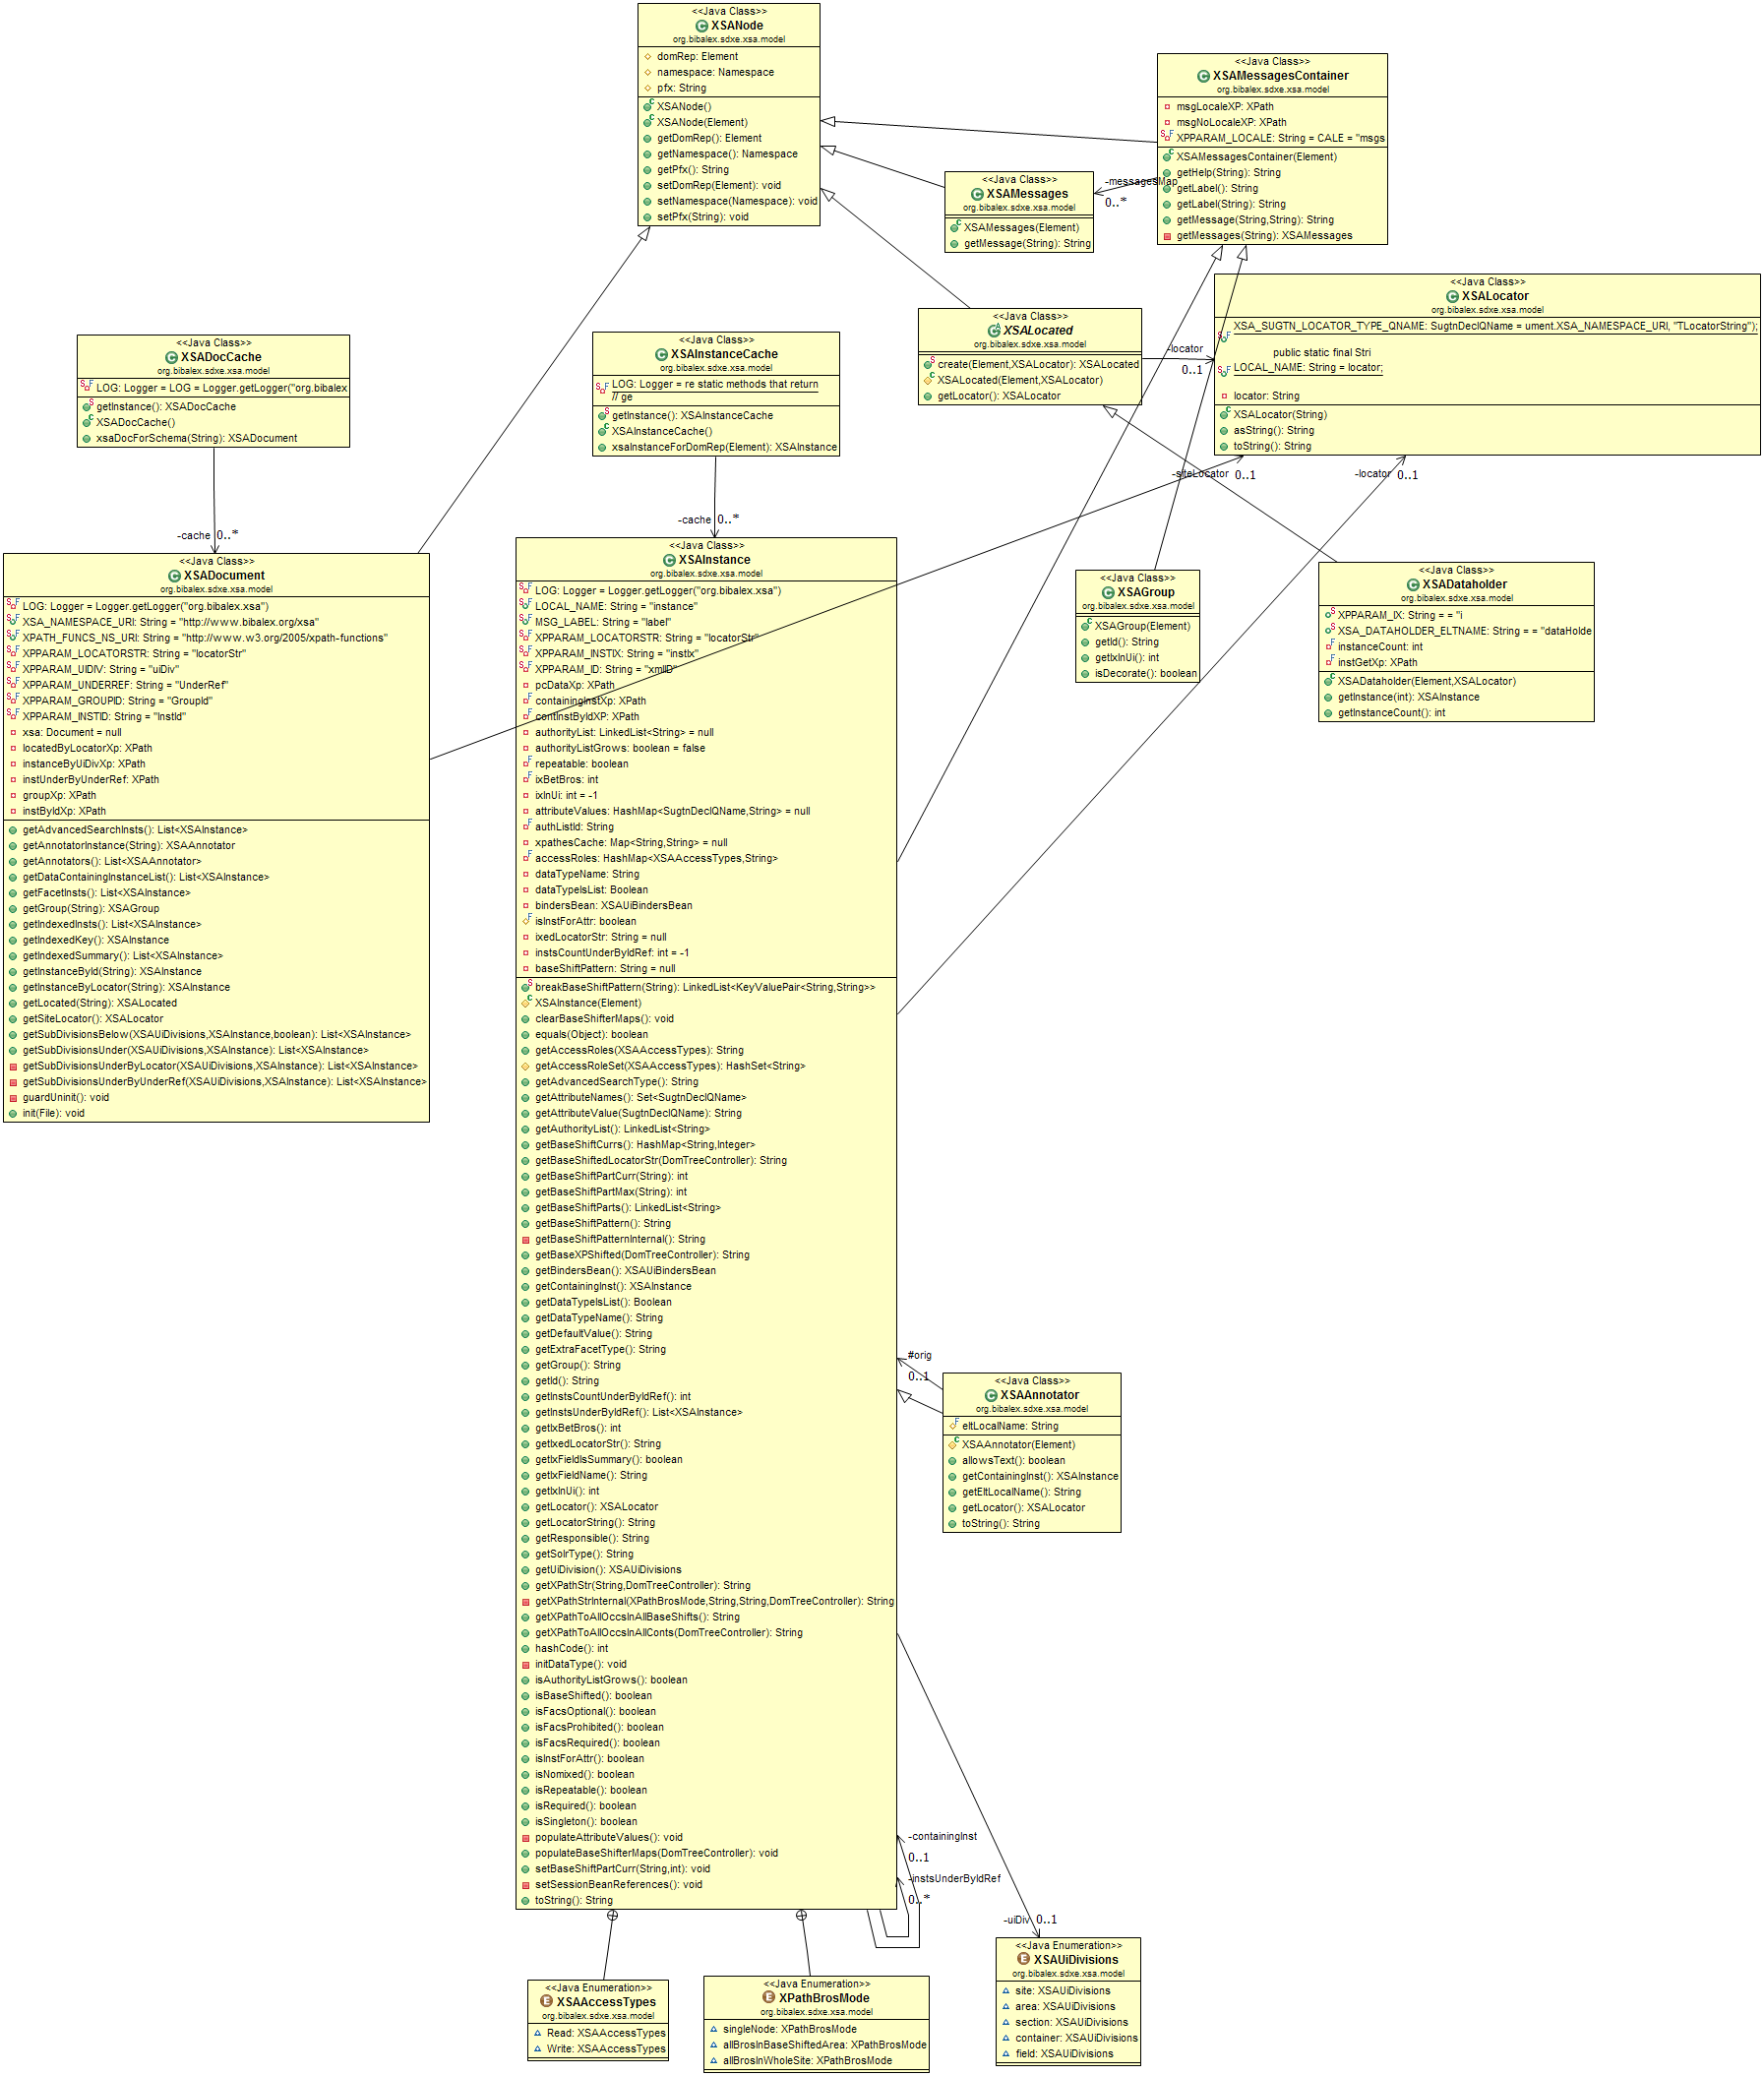 <<Java Class>>
XSANode
org.bibalex.sdxe.xsa.model
domRep: Element
namespace: Namespace
pfx: String
XSANode()
XSANode(Element)
getDomRep(): Element
getNamespace(): Namespace
getPfx(): String
setDomRep(Element): void
setNamespace(Namespace): void
setPfx(String): void
<<Java Class>>
XSAMessagesContainer
org.bibalex.sdxe.xsa.model
msgLocaleXP: XPath
msgNoLocaleXP: XPath
XPPARAM_LOCALE: String = CALE = "msgs
XSAMessagesContainer(Element)
getHelp(String): String
getLabel(): String
getLabel(String): String
getMessage(String,String): String
getMessages(String): XSAMessages
<<Java Class>>
XSAMessages
org.bibalex.sdxe.xsa.model
XSAMessages(Element)
getMessage(String): String
-messagesMap
0..*
<<Java Class>>
XSALocator
org.bibalex.sdxe.xsa.model
XSA_SUGTN_LOCATOR_TYPE_QNAME: SugtnDeclQName = ument.XSA_NAMESPACE_URI, "TLocatorString");
public static final Stri
LOCAL_NAME: String = locator;
locator: String
XSALocator(String)
asString(): String
toString(): String
<<Java Class>>
XSALocated
org.bibalex.sdxe.xsa.model
create(Element,XSALocator): XSALocated
XSALocated(Element,XSALocator)
getLocator(): XSALocator
-locator
0..1
<<Java Class>>
XSADocCache
org.bibalex.sdxe.xsa.model
LOG: Logger = LOG = Logger.getLogger("org.bibalex
getInstance(): XSADocCache
XSADocCache()
xsaDocForSchema(String): XSADocument
<<Java Class>>
XSAInstanceCache
org.bibalex.sdxe.xsa.model
LOG: Logger = re static methods that return
// ge
getInstance(): XSAInstanceCache
XSAInstanceCache()
xsaInstanceForDomRep(Element): XSAInstance
-siteLocator
0..1
-locator
0..1
-cache
0..*
-cache
0..*
<<Java Class>>
XSADocument
org.bibalex.sdxe.xsa.model
LOG: Logger = Logger.getLogger("org.bibalex.xsa")
XSA_NAMESPACE_URI: String = "http://www.bibalex.org/xsa"
XPATH_FUNCS_NS_URI: String = "http://www.w3.org/2005/xpath-functions"
XPPARAM_LOCATORSTR: String = "locatorStr"
XPPARAM_UIDIV: String = "uiDiv"
XPPARAM_UNDERREF: String = "UnderRef"
XPPARAM_GROUPID: String = "GroupId"
XPPARAM_INSTID: String = "InstId"
xsa: Document = null
locatedByLocatorXp: XPath
instanceByUiDivXp: XPath
instUnderByUnderRef: XPath
groupXp: XPath
instByIdXp: XPath
getAdvancedSearchInsts(): List<XSAInstance>
getAnnotatorInstance(String): XSAAnnotator
getAnnotators(): List<XSAAnnotator>
getDataContainingInstanceList(): List<XSAInstance>
getFacetInsts(): List<XSAInstance>
getGroup(String): XSAGroup
getIndexedInsts(): List<XSAInstance>
getIndexedKey(): XSAInstance
getIndexedSummary(): List<XSAInstance>
getInstanceById(String): XSAInstance
getInstanceByLocator(String): XSAInstance
getLocated(String): XSALocated
getSiteLocator(): XSALocator
getSubDivisionsBelow(XSAUiDivisions,XSAInstance,boolean): List<XSAInstance>
getSubDivisionsUnder(XSAUiDivisions,XSAInstance): List<XSAInstance>
getSubDivisionsUnderByLocator(XSAUiDivisions,XSAInstance): List<XSAInstance>
getSubDivisionsUnderByUnderRef(XSAUiDivisions,XSAInstance): List<XSAInstance>
guardUninit(): void
init(File): void
<<Java Class>>
XSAInstance
org.bibalex.sdxe.xsa.model
LOG: Logger = Logger.getLogger("org.bibalex.xsa")
LOCAL_NAME: String = "instance"
MSG_LABEL: String = "label"
XPPARAM_LOCATORSTR: String = "locatorStr"
XPPARAM_INSTIX: String = "instIx"
XPPARAM_ID: String = "xmlID"
pcDataXp: XPath
containingInstXp: XPath
contInstByIdXP: XPath
authorityList: LinkedList<String> = null
authorityListGrows: boolean = false
repeatable: boolean
ixBetBros: int
ixInUi: int = -1
attributeValues: HashMap<SugtnDeclQName,String> = null
authListId: String
xpathesCache: Map<String,String> = null
accessRoles: HashMap<XSAAccessTypes,String>
dataTypeName: String
dataTypeIsList: Boolean
bindersBean: XSAUiBindersBean
isInstForAttr: boolean
ixedLocatorStr: String = null
instsCountUnderByIdRef: int = -1
baseShiftPattern: String = null
breakBaseShiftPattern(String): LinkedList<KeyValuePair<String,String>>
XSAInstance(Element)
clearBaseShifterMaps(): void
equals(Object): boolean
getAccessRoles(XSAAccessTypes): String
getAccessRoleSet(XSAAccessTypes): HashSet<String>
getAdvancedSearchType(): String
getAttributeNames(): Set<SugtnDeclQName>
getAttributeValue(SugtnDeclQName): String
getAuthorityList(): LinkedList<String>
getBaseShiftCurrs(): HashMap<String,Integer>
getBaseShiftedLocatorStr(DomTreeController): String
getBaseShiftPartCurr(String): int
getBaseShiftPartMax(String): int
getBaseShiftParts(): LinkedList<String>
getBaseShiftPattern(): String
getBaseShiftPatternInternal(): String
getBaseXPShifted(DomTreeController): String
getBindersBean(): XSAUiBindersBean
getContainingInst(): XSAInstance
getDataTypeIsList(): Boolean
getDataTypeName(): String
getDefaultValue(): String
getExtraFacetType(): String
getGroup(): String
getId(): String
getInstsCountUnderByIdRef(): int
getInstsUnderByIdRef(): List<XSAInstance>
getIxBetBros(): int
getIxedLocatorStr(): String
getIxFieldIsSummary(): boolean
getIxFieldName(): String
getIxInUi(): int
getLocator(): XSALocator
getLocatorString(): String
getResponsible(): String
getSolrType(): String
getUiDivision(): XSAUiDivisions
getXPathStr(String,DomTreeController): String
getXPathStrInternal(XPathBrosMode,String,String,DomTreeController): String
getXPathToAllOccsInAllBaseShifts(): String
getXPathToAllOccsInAllConts(DomTreeController): String
hashCode(): int
initDataType(): void
isAuthorityListGrows(): boolean
isBaseShifted(): boolean
isFacsOptional(): boolean
isFacsProhibited(): boolean
isFacsRequired(): boolean
isInstForAttr(): boolean
isNomixed(): boolean
isRepeatable(): boolean
isRequired(): boolean
isSingleton(): boolean
populateAttributeValues(): void
populateBaseShifterMaps(DomTreeController): void
setBaseShiftPartCurr(String,int): void
setSessionBeanReferences(): void
toString(): String
<<Java Class>>
XSAGroup
org.bibalex.sdxe.xsa.model
XSAGroup(Element)
getId(): String
getIxInUi(): int
isDecorate(): boolean
<<Java Class>>
XSADataholder
org.bibalex.sdxe.xsa.model
XPPARAM_IX: String = = "i
XSA_DATAHOLDER_ELTNAME: String = = "dataHolde
instanceCount: int
instGetXp: XPath
XSADataholder(Element,XSALocator)
getInstance(int): XSAInstance
getInstanceCount(): int
#orig
0..1
<<Java Class>>
XSAAnnotator
org.bibalex.sdxe.xsa.model
eltLocalName: String
XSAAnnotator(Element)
allowsText(): boolean
getContainingInst(): XSAInstance
getEltLocalName(): String
getLocator(): XSALocator
toString(): String
-containingInst
0..1
-instsUnderByIdRef
0..*
-uiDiv
0..1
<<Java Enumeration>>
XSAAccessTypes
org.bibalex.sdxe.xsa.model
Read: XSAAccessTypes
Write: XSAAccessTypes
<<Java Enumeration>>
XPathBrosMode
org.bibalex.sdxe.xsa.model
singleNode: XPathBrosMode
allBrosInBaseShiftedArea: XPathBrosMode
allBrosInWholeSite: XPathBrosMode
<<Java Enumeration>>
XSAUiDivisions
org.bibalex.sdxe.xsa.model
site: XSAUiDivisions
area: XSAUiDivisions
section: XSAUiDivisions
container: XSAUiDivisions
field: XSAUiDivisions